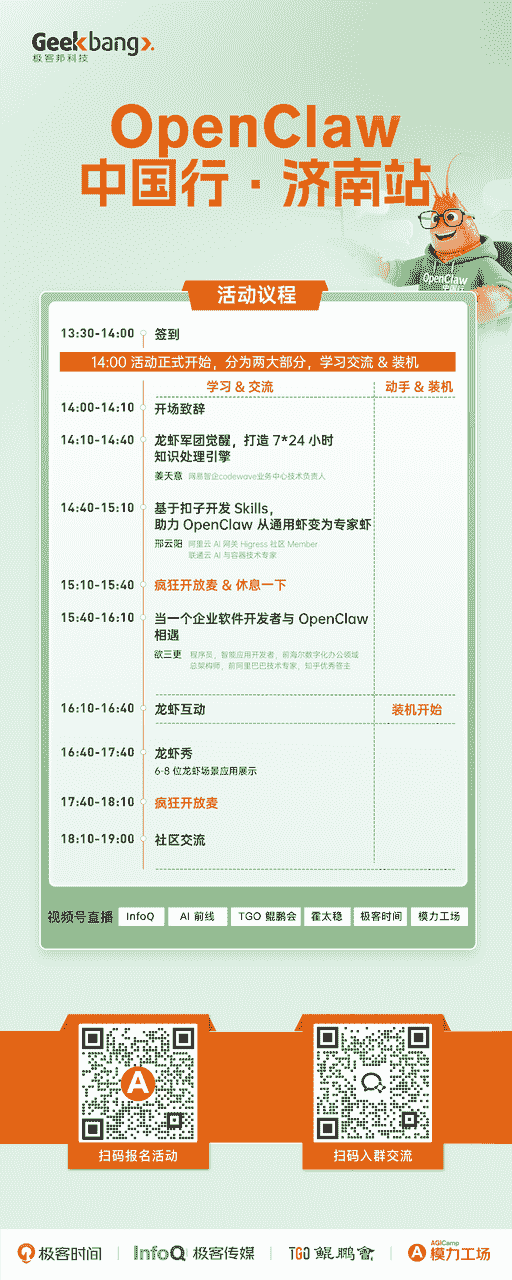 Geekbang>.
极客邦科技
OpenClaw
中国行·济南站
OpenClaw
活动议程
13:30-14:00 签到
14:00 活动正式开始，分为两大部分，学习交流 & 装机
学习 & 交流 动手 & 装机
14:00-14:10 开场致辞
14:10-14:40 龙虾军团觉醒，打造 7*24 小时
知识处理引擎
姜天意 网易智企codewave业务中心技术负责人
14:40-15:10 基于扣子开发 Skills，
助力 OpenClaw 从通用虾变为专家虾
邢云阳 阿里云 AI 网关 Higress 社区 Member
联通云 AI 与容器技术专家
15:10-15:40 疯狂开放麦 & 休息一下
15:40-16:10 当一个企业软件开发者与 OpenClaw
相遇
欲三更 程序员，智能应用开发者，前海尔数字化办公领域
总架构师，前阿里巴巴技术专家，知乎优秀答主
16:10-16:40 龙虾互动 装机开始
16:40-17:40 龙虾秀
6-8 位龙虾场景应用展示
17:40-18:10 疯狂开放麦
18:10-19:00 社区交流
视频号直播 InfoQ AI 前线 TGO 鲲鹏会 霍太稳 极客时间 模力工场
A
扫码报名活动 扫码入群交流
极客时间 InfoQ 极客传媒 TGO 鲲鹏會 A AGICamp 模力工场